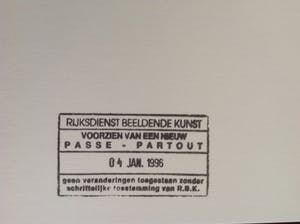 RIJKSDIENST BEELDENDE KUNST
VOORZIEN VAN EEN NIEUW
PASSE - PARTOUT
04 JAN. 1996
geen veranderingen toegestaan zonder
schriftelijke toestemming van R.B.K.